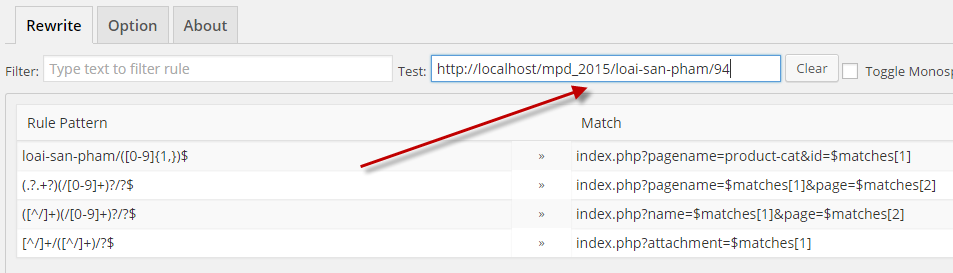 Rewrite Option About
Filter: Type text to filter rule Test: http://localhost/mpd_2015/loai-san-pham/94 Clear Toggle Monosp
Rule Pattern Match
loai-san-pham/([0-9]{1,})$ » index.php?pagename=product-cat&id=$matches[1]
(.?.+?)(/[0-9]+)?/?$ » index.php?pagename=$matches[1]&page=$matches[2]
([^/]+)(/[0-9]+)?/?$ » index.php?name=$matches[1]&page=$matches[2]
[^/]+/([^/]+)/?$ » index.php?attachment=$matches[1]